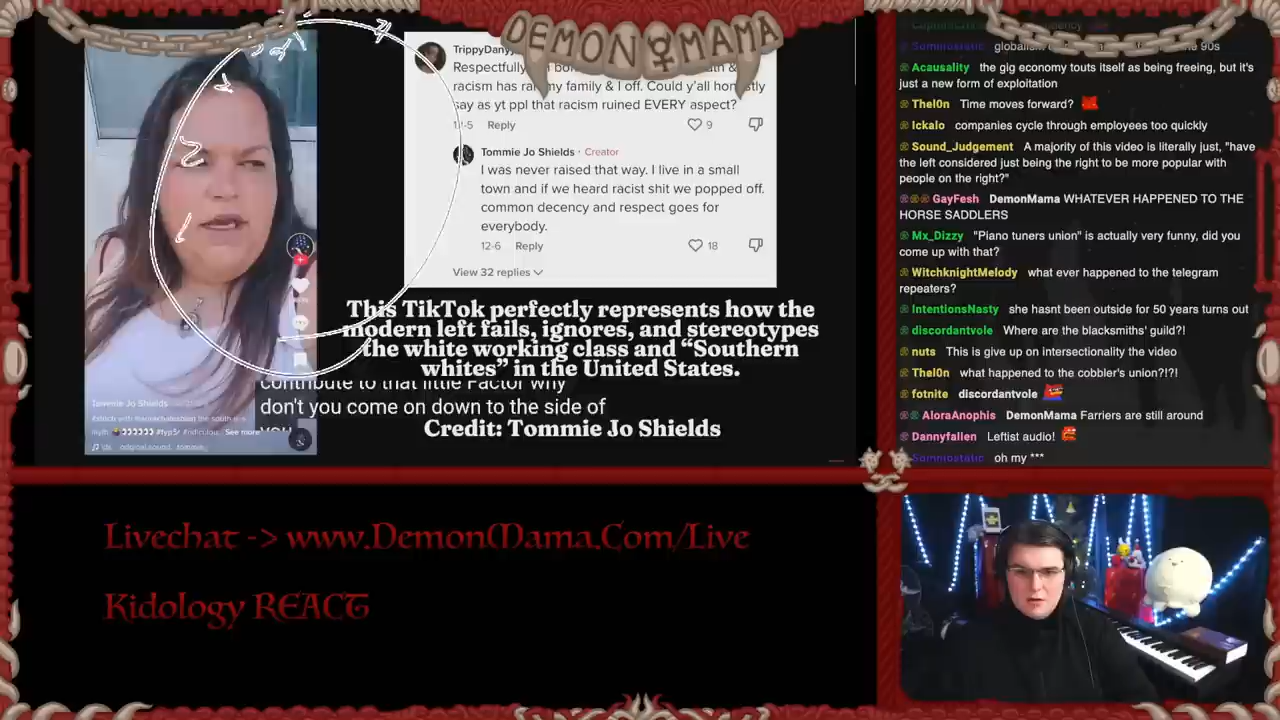 DEMON MAMA
TrippyDany
Respectfully
racism has ra my family & I off. Could y'all honestly
say as yt ppl that racism ruined EVERY aspect?
12-5 Reply
9
Tommie Jo Shields · Creator
I was never raised that way. I live in a small
town and if we heard racist shit we popped off.
common decency and respect goes for
everybody.
12-6 Reply
18
View 32 replies
This TikTok perfectly represents how the
modern left fails, ignores, and stereotypes
the white working class and “Southern
whites” in the United States.
contribute to that little Factor why
don't you come on down to the side of
Credit: Tommie Jo Shields
Tommie Jo Shields
See more
Livechat -> www.DemonMama.Com/Live
Kidology REACT
Somniostatic globalism
the 90s
Acausality the gig economy touts itself as being freeing, but it's
just a new form of exploitation
Thel0n Time moves forward?
Ickalo companies cycle through employees too quickly
Sound_Judgement A majority of this video is literally just, "have
the left considered just being the right to be more popular with
people on the right?"
GayFesh DemonMama WHATEVER HAPPENED TO THE
HORSE SADDLERS
Mx_Dizzy "Piano tuners union" is actually very funny, did you
come up with that?
WitchknightMelody what ever happened to the telegram
repeaters?
IntentionsNasty she hasnt been outside for 50 years turns out
discordantvole Where are the blacksmiths' guild?!
nuts This is give up on intersectionality the video
Thel0n what happened to the cobbler's union?!?!
fotnite discordantvole
AloraAnophis DemonMama Farriers are still around
Dannyfallen Leftist audio!
Somniostatic oh my ***